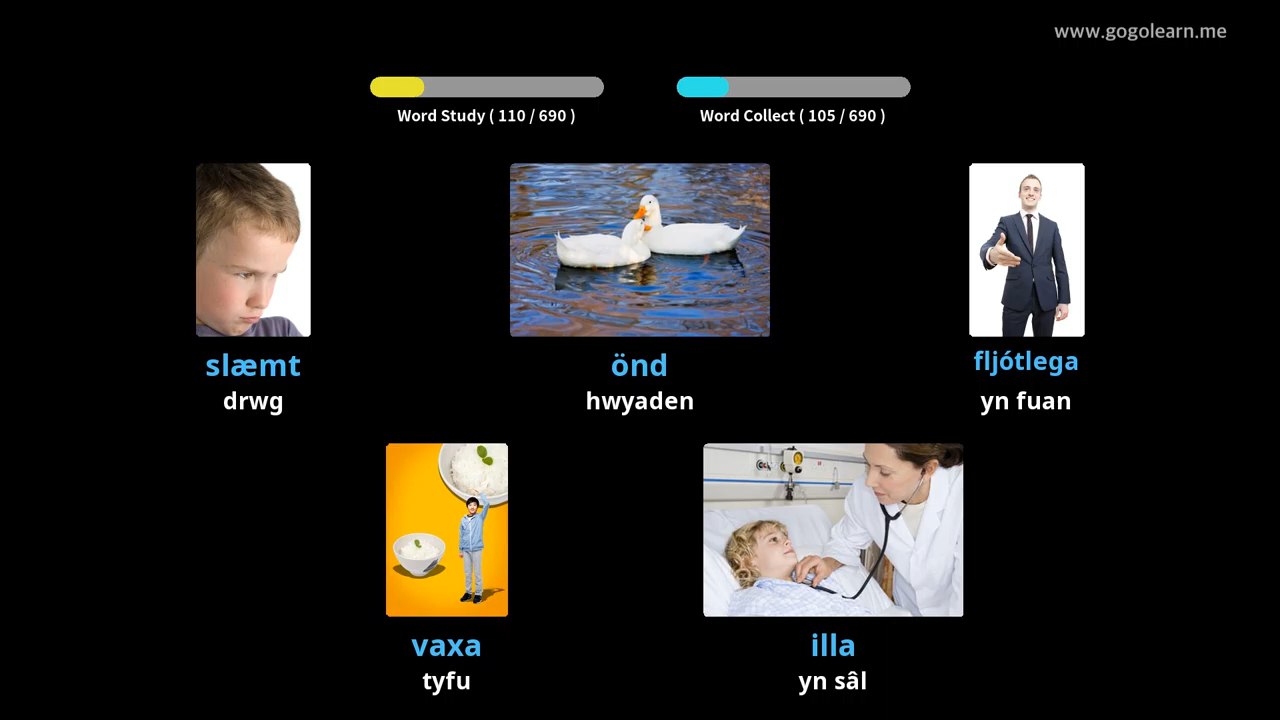 www.gogolearn.me
Word Study ( 110 / 690 )
Word Collect ( 105 / 690 )
slæmt
drwg
önd
hwyaden
fljótlega
yn fuan
vaxa
tyfu
illa
yn sâl